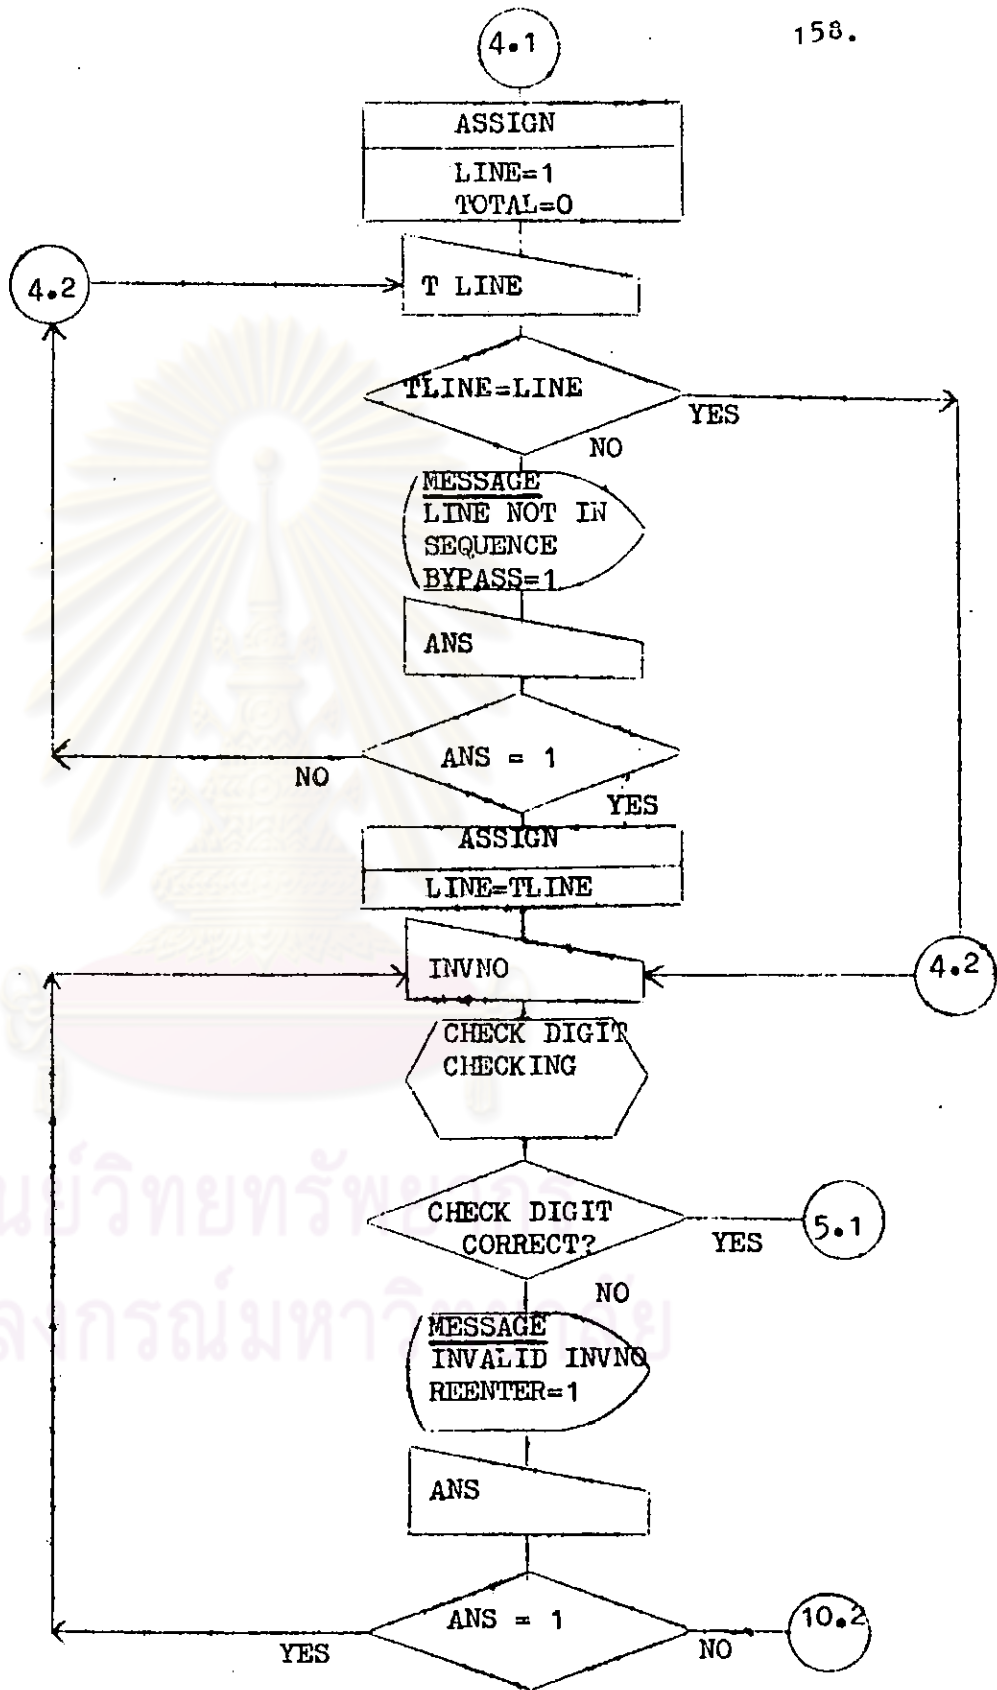 158.
4.1
ASSIGN
LINE=1
TOTAL=0
4.2
T LINE
TLINE=LINE
YES
NO
MESSAGE
LINE NOT IN
SEQUENCE
BYPASS=1
ANS
ANS = 1
NO
YES
ASSIGN
LINE=TLINE
INVNO
4.2
CHECK DIGIT
CHECKING
CHECK DIGIT
CORRECT?
YES
5.1
NO
MESSAGE
INVALID INVNO
REENTER=1
ANS
ANS = 1
YES
NO
10.2